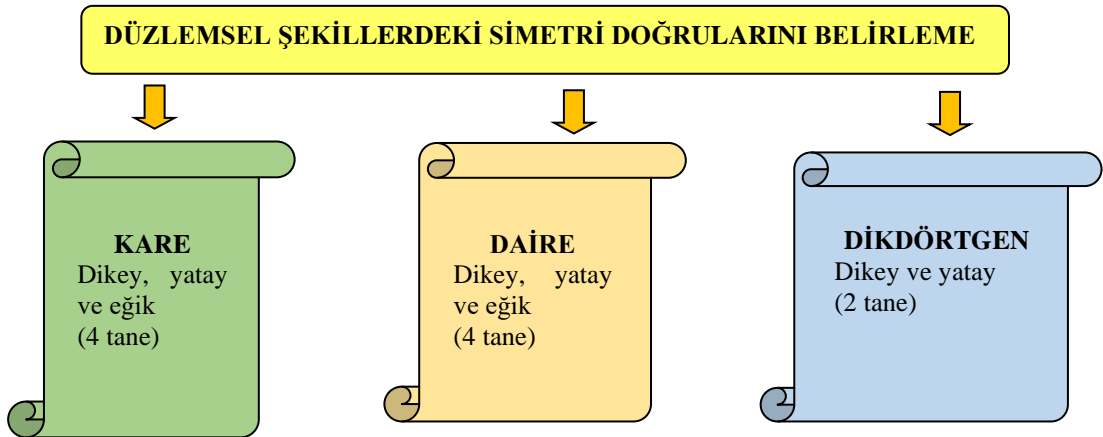 DÜZLEMSEL ŞEKİLLERDEKİ SİMETRİ DOĞRULARINI BELİRLEME
KARE
Dikey, yatay
ve eğik
(4 tane)
DAİRE
Dikey, yatay
ve eğik
(4 tane)
DİKDÖRTGEN
Dikey ve yatay
(2 tane)